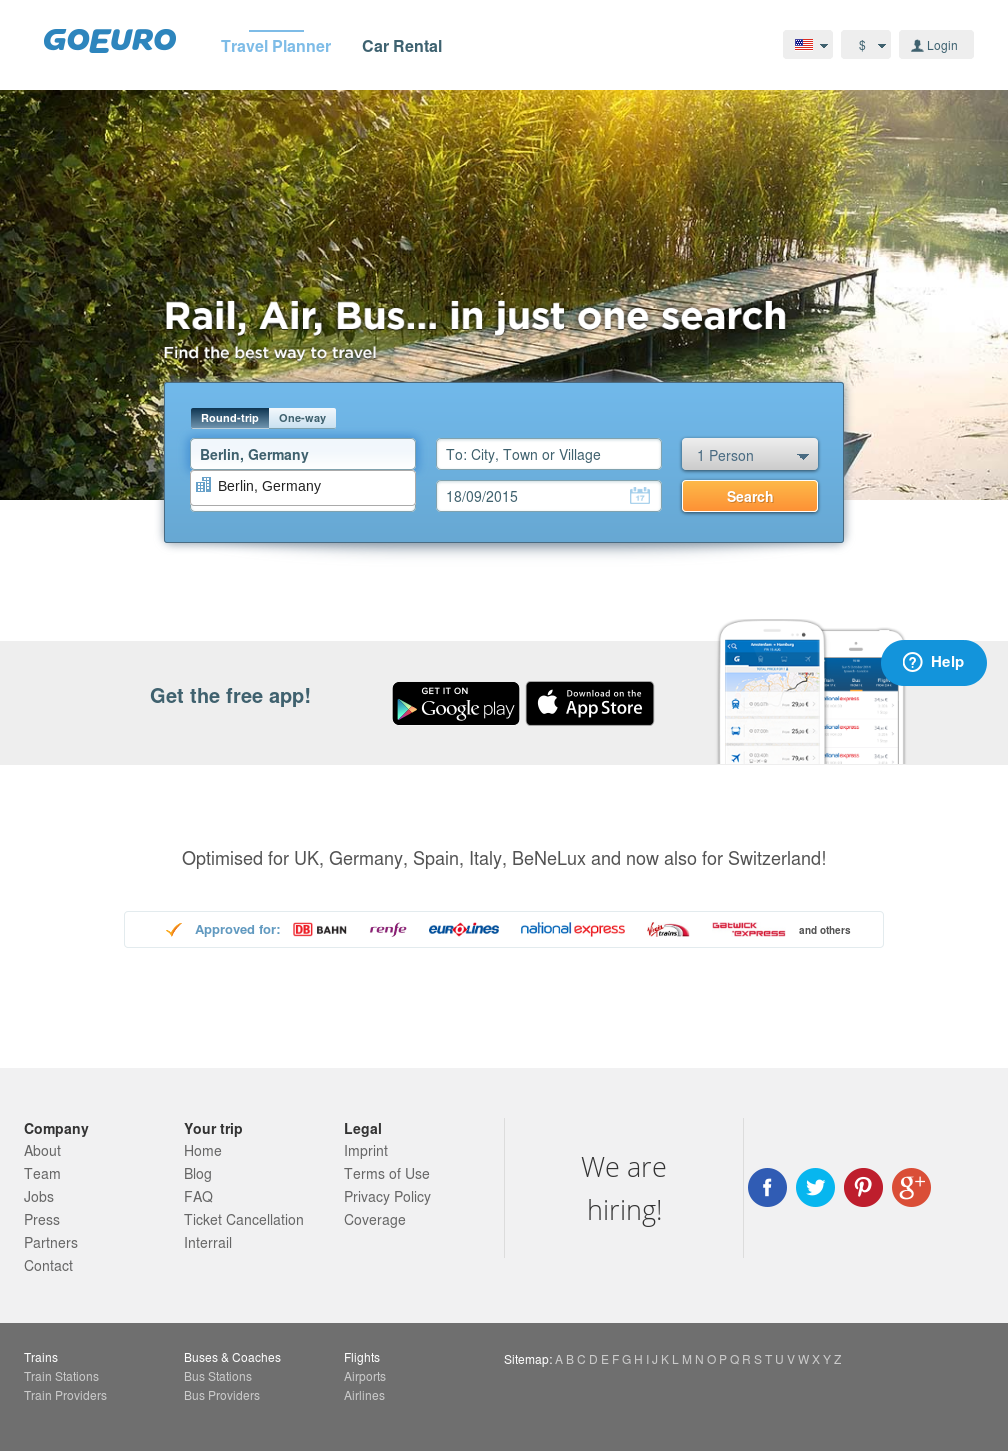 GOEURO
Travel Planner
Car Rental
$
Login
Rail, Air, Bus... in just one search
Find the best way to travel
Round-trip
One-way
Berlin, Germany
To: City, Town or Village
1 Person
Berlin, Germany
18/09/2015
17
Search
Get the free app!
GET IT ON
Google play
Download on the
App Store
Help
Optimised for UK, Germany, Spain, Italy, BeNeLux and now also for Switzerland!
Approved for:
DB BAHN
renfe
eurolines
national express
Virgin trains
Gatwick express
and others
Company
About
Team
Jobs
Press
Partners
Contact
Your trip
Home
Blog
FAQ
Ticket Cancellation
Interrail
Legal
Imprint
Terms of Use
Privacy Policy
Coverage
We are
hiring!
Trains
Train Stations
Train Providers
Buses & Coaches
Bus Stations
Bus Providers
Flights
Airports
Airlines
Sitemap: A B C D E F G H I J K L M N O P Q R S T U V W X Y Z